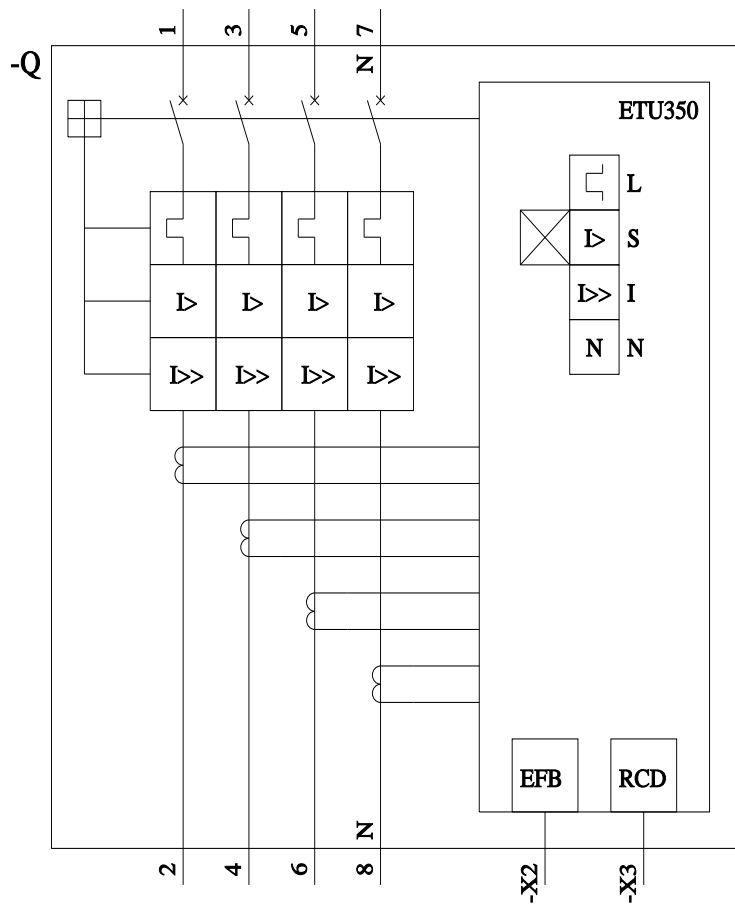 1 3 5 7
-Q
N
ETU350
L
I> S
I> I> I> I>
I>> I
N N
I>> I>> I>> I>>
EFB RCD
N
2 4 6 8 -X2 -X3